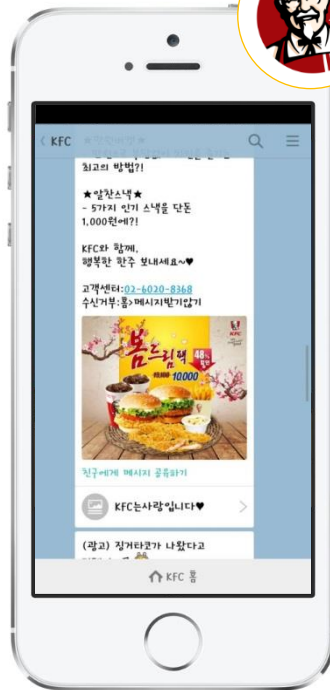 KFC
최고의 방법?!
★알찬스낵★
- 5가지 인기 스낵을 단돈
1,000원에?!
KFC와 함께,
행복한 한주 보내세요~♥
고객센터:02-6020-8368
수신거부:홈>메시지받기않기
KFC
봄드림팩
48%
10,000
친구에게 메시지 공유하기
KFC는사랑입니다♥
(광고) 징거타코가 나왔다고
KFC 홈